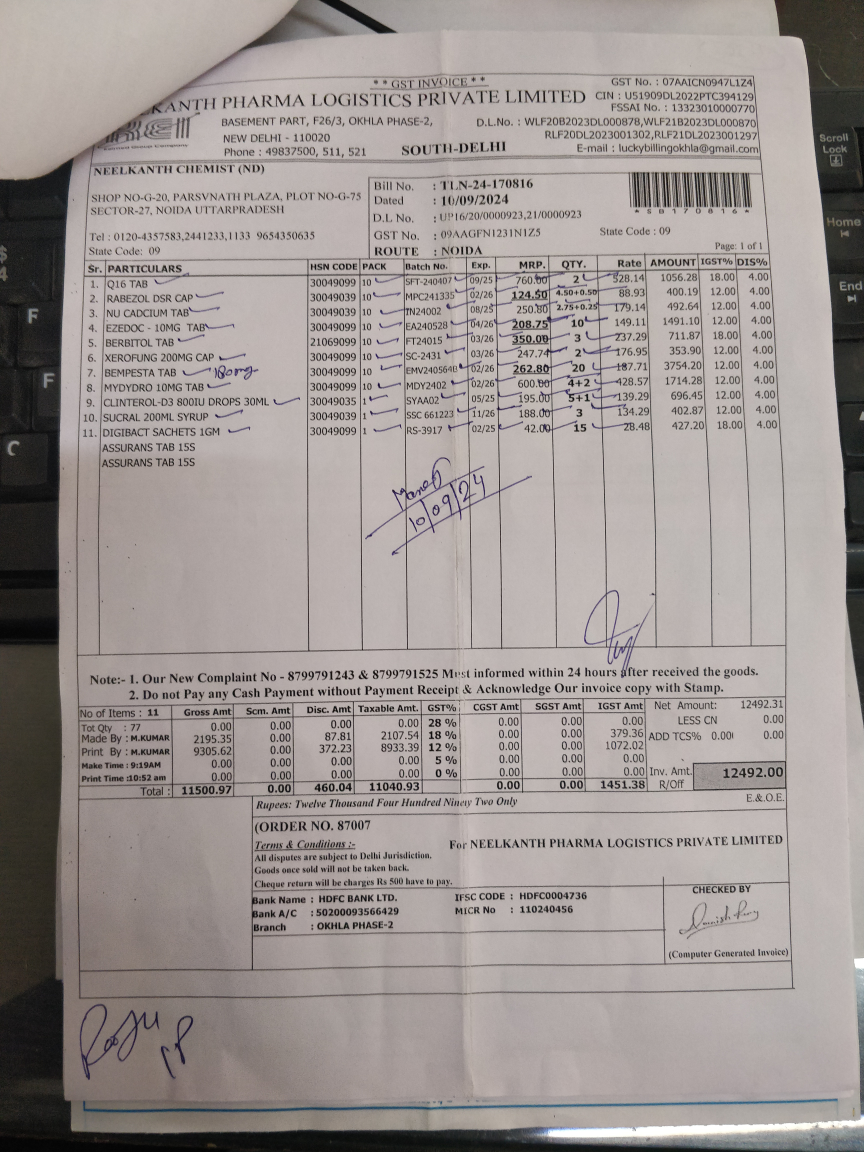 * * GST INVOICE * *
KANTH PHARMA LOGISTICS PRIVATE LIMITED
BASEMENT PART, F26/3, OKHLA PHASE-2,
NEW DELHI - 110020
Phone : 49837500, 511, 521
SOUTH-DELHI
GST No. : 07AAICN0947L1Z4
CIN : U51909DL2022PTC394129
FSSAI No. : 13323010000770
D.L.No. : WLF20B2023DL000878,WLF21B2023DL000870
RLF20DL2023001302,RLF21DL2023001297
E-mail : luckybillingokhla@gmail.com
NEELKANTH CHEMIST (ND)
SHOP NO-G-20, PARSVNATH PLAZA, PLOT NO-G-75
SECTOR-27, NOIDA UTTARPRADESH
Tel : 0120-4357583,2441233,1133 9654350635
State Code: 09
Bill No. : TLN-24-170816
Dated : 10/09/2024
D.L No. : UP16/20/0000923,21/0000923
GST No. : 09AAGFN1231N1Z5
State Code : 09
ROUTE : NOIDA
*SB170816*
Page: 1 of 1
Sr. PARTICULARS HSN CODE PACK Batch No. Exp. MRP. QTY. Rate AMOUNT IGST% DIS%
1. Q16 TAB 30049099 10 SFT-240407 09/25 760.00 2 528.14 1056.28 18.00 4.00
2. RABEZOL DSR CAP 30049039 10 MPC241335 02/26 124.50 4.50+0.50 88.93 400.19 12.00 4.00
3. NU CADCIUM TAB 30049099 10 TN24002 08/25 250.80 2.75+0.25 179.14 492.64 12.00 4.00
4. EZEDOC - 10MG TAB 30049099 10 EA240528 04/26 208.75 10 149.11 1491.10 12.00 4.00
5. BERBITOL TAB 21069099 10 FT24015 03/26 350.00 3 237.29 711.87 18.00 4.00
6. XEROFUNG 200MG CAP 30049099 10 SC-2431 03/26 247.74 2 176.95 353.90 12.00 4.00
7. BEMPESTA TAB 180mg 30049099 10 EMV240564 02/26 262.80 20 187.71 3754.20 12.00 4.00
8. MYDYDRO 10MG TAB 30049099 10 MDY2402 02/26 600.00 4+2 428.57 1714.28 12.00 4.00
9. CLINTEROL-D3 800IU DROPS 30ML 30049035 1 SYAA02 05/25 195.00 5+1 139.29 696.45 12.00 4.00
10. SUCRAL 200ML SYRUP 30049039 1 SSC 661223 11/26 188.00 3 134.29 402.87 12.00 4.00
11. DIGIBACT SACHETS 1GM 30049099 1 RS-3917 02/25 42.00 15 28.48 427.20 18.00 4.00
ASSURANS TAB 15S
ASSURANS TAB 15S
10/09/24
Note:- 1. Our New Complaint No - 8799791243 & 8799791525 Must informed within 24 hours after received the goods.
2. Do not Pay any Cash Payment without Payment Receipt & Acknowledge Our invoice copy with Stamp.
No of Items : 11 Gross Amt Scm. Amt Disc. Amt Taxable Amt. GST% CGST Amt SGST Amt IGST Amt
Tot Qty : 77 0.00 0.00 0.00 0.00 28 % 0.00 0.00 0.00
Made By : M.KUMAR 2195.35 0.00 87.81 2107.54 18 % 0.00 0.00 379.36
Print By : M.KUMAR 9305.62 0.00 372.23 8933.39 12 % 0.00 0.00 1072.02
Make Time : 9:19AM 0.00 0.00 0.00 0.00 5 % 0.00 0.00 0.00
Print Time :10:52 am 0.00 0.00 0.00 0.00 0 % 0.00 0.00 0.00
Total : 11500.97 0.00 460.04 11040.93 0.00 0.00 1451.38
Net Amount: 12492.31
LESS CN 0.00
ADD TCS% 0.00 0.00
Inv. Amt. 12492.00
R/Off
Rupees: Twelve Thousand Four Hundred Ninety Two Only
E.& O.E.
(ORDER NO. 87007
Terms & Conditions :-
All disputes are subject to Delhi Jurisdiction.
Goods once sold will not be taken back.
Cheque return will be charges Rs 500 have to pay.
For NEELKANTH PHARMA LOGISTICS PRIVATE LIMITED
Bank Name : HDFC BANK LTD.
Bank A/C : 50200093566429
Branch : OKHLA PHASE-2
IFSC CODE : HDFC0004736
MICR No : 110240456
CHECKED BY
(Computer Generated Invoice)
Scroll
Lock
Home
End
F
F
C
$
4